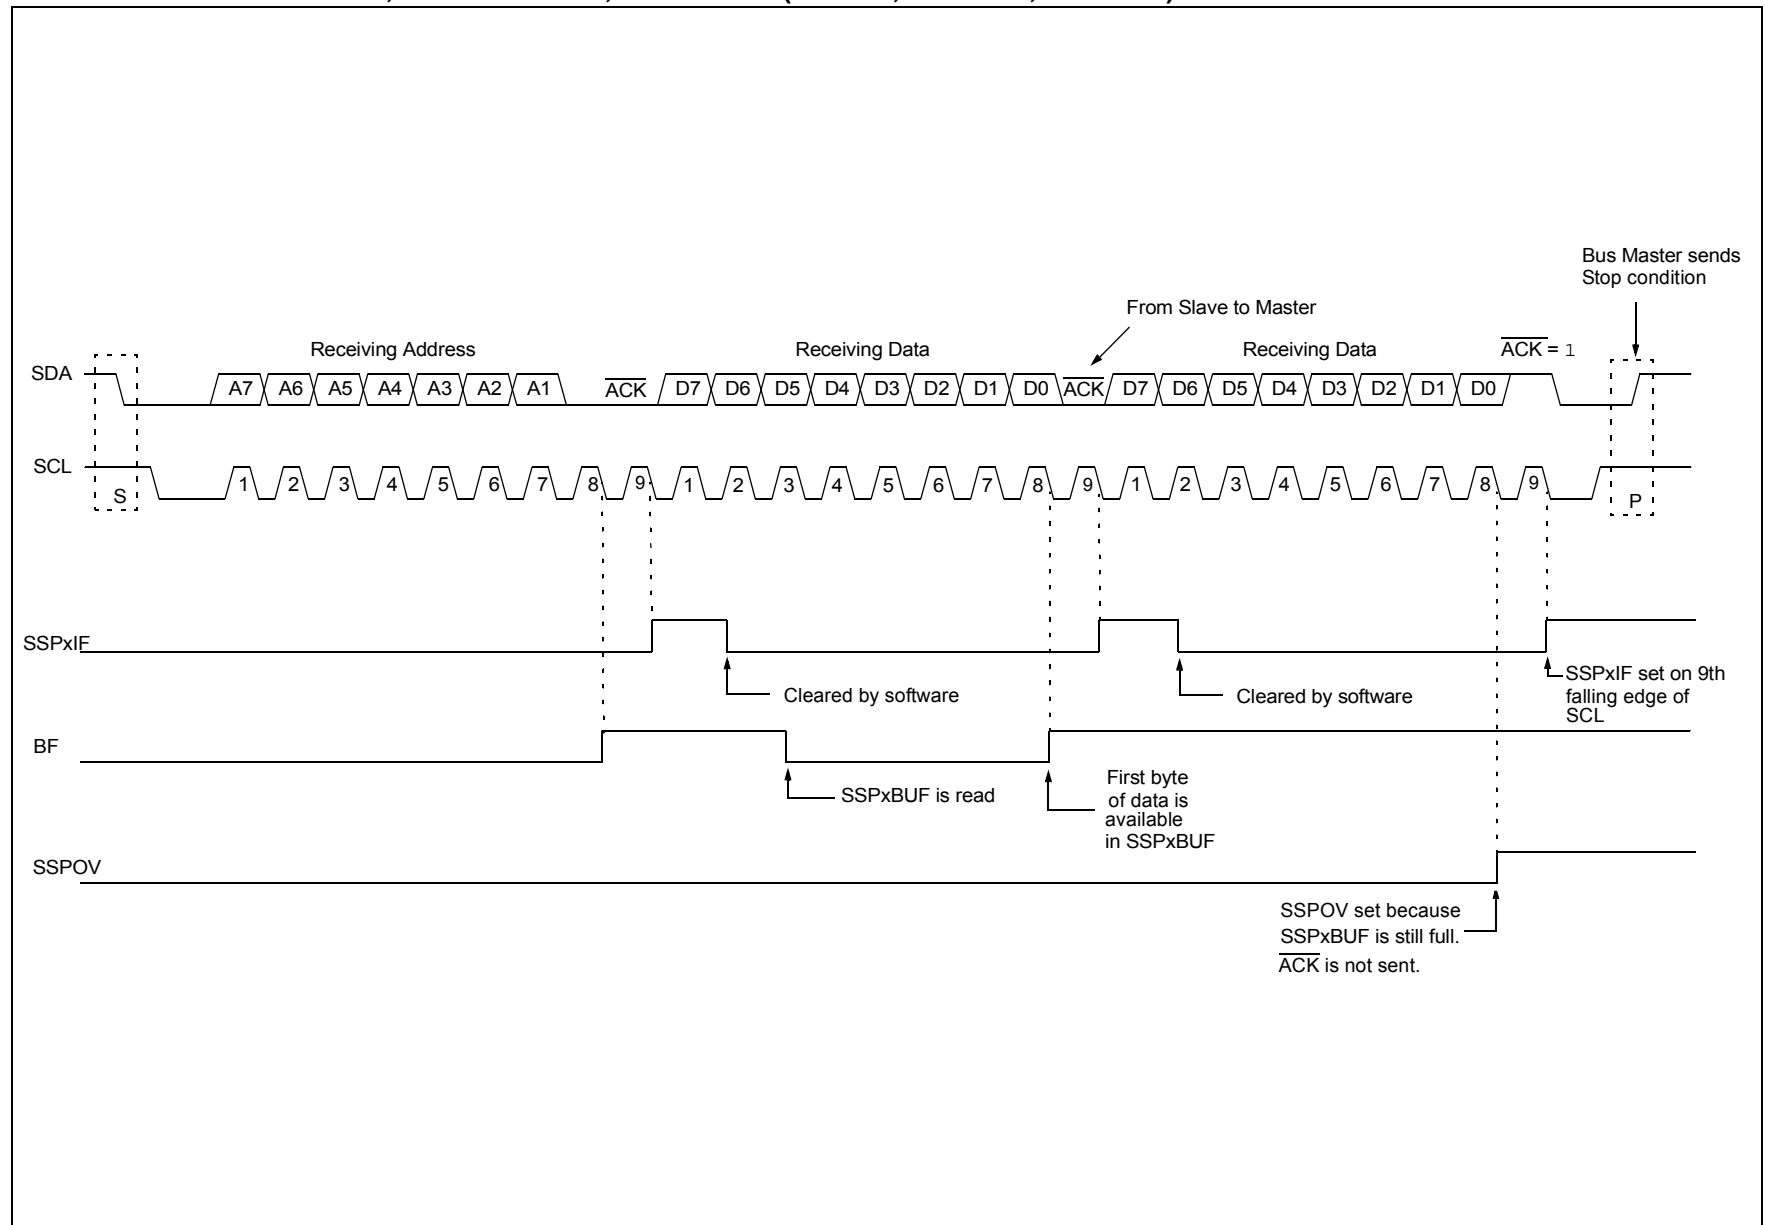 Bus Master sends
Stop condition
From Slave to Master
Receiving Address
Receiving Data
Receiving Data
ACK = 1
SDA
A7 A6 A5 A4 A3 A2 A1 ACK D7 D6 D5 D4 D3 D2 D1 D0 ACK D7 D6 D5 D4 D3 D2 D1 D0
SCL
S
1 2 3 4 5 6 7 8 9 1 2 3 4 5 6 7 8 9 1 2 3 4 5 6 7 8 9
P
SSPxIF
Cleared by software
Cleared by software
SSPxIF set on 9th
falling edge of
SCL
BF
SSPxBUF is read
First byte
of data is
available
in SSPxBUF
SSPOV
SSPOV set because
SSPxBUF is still full.
ACK is not sent.